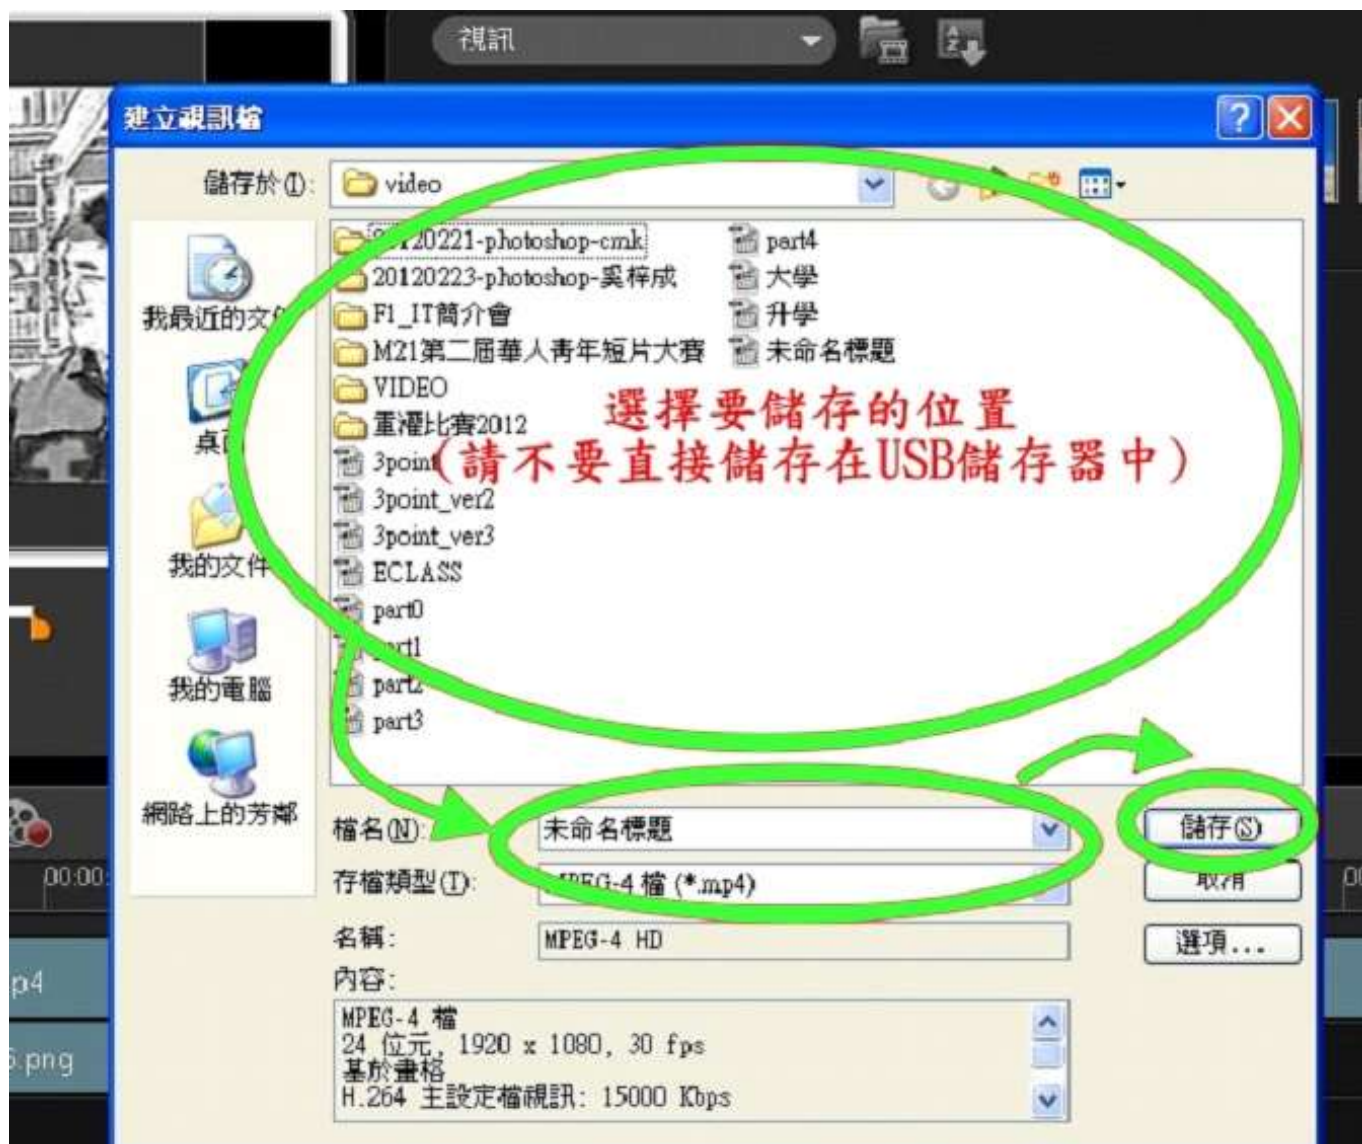 視訊
建立視訊檔
儲存於(I):
video
20120221-photoshop-cmk
20120223-photoshop-吳梓成
F1_IT簡介會
M21第二屆華人青年短片大賽
VIDEO
重灌比賽2012
3point
3point_ver2
3point_ver3
ECLASS
part0
part1
part2
part3
part4
大學
升學
未命名標題
選擇要儲存的位置
(請不要直接儲存在USB儲存器中)
我最近的文件
桌面
我的文件
我的電腦
網路上的芳鄰
檔名(N):
未命名標題
儲存(S)
存檔類型(T):
MPEG-4 檔 (*.mp4)
取消
名稱:
MPEG-4 HD
選項...
內容:
MPEG-4 檔
24 位元, 1920 x 1080, 30 fps
基於畫格
H.264 主設定檔視訊: 15000 Kbps
00:00:
p4
.png